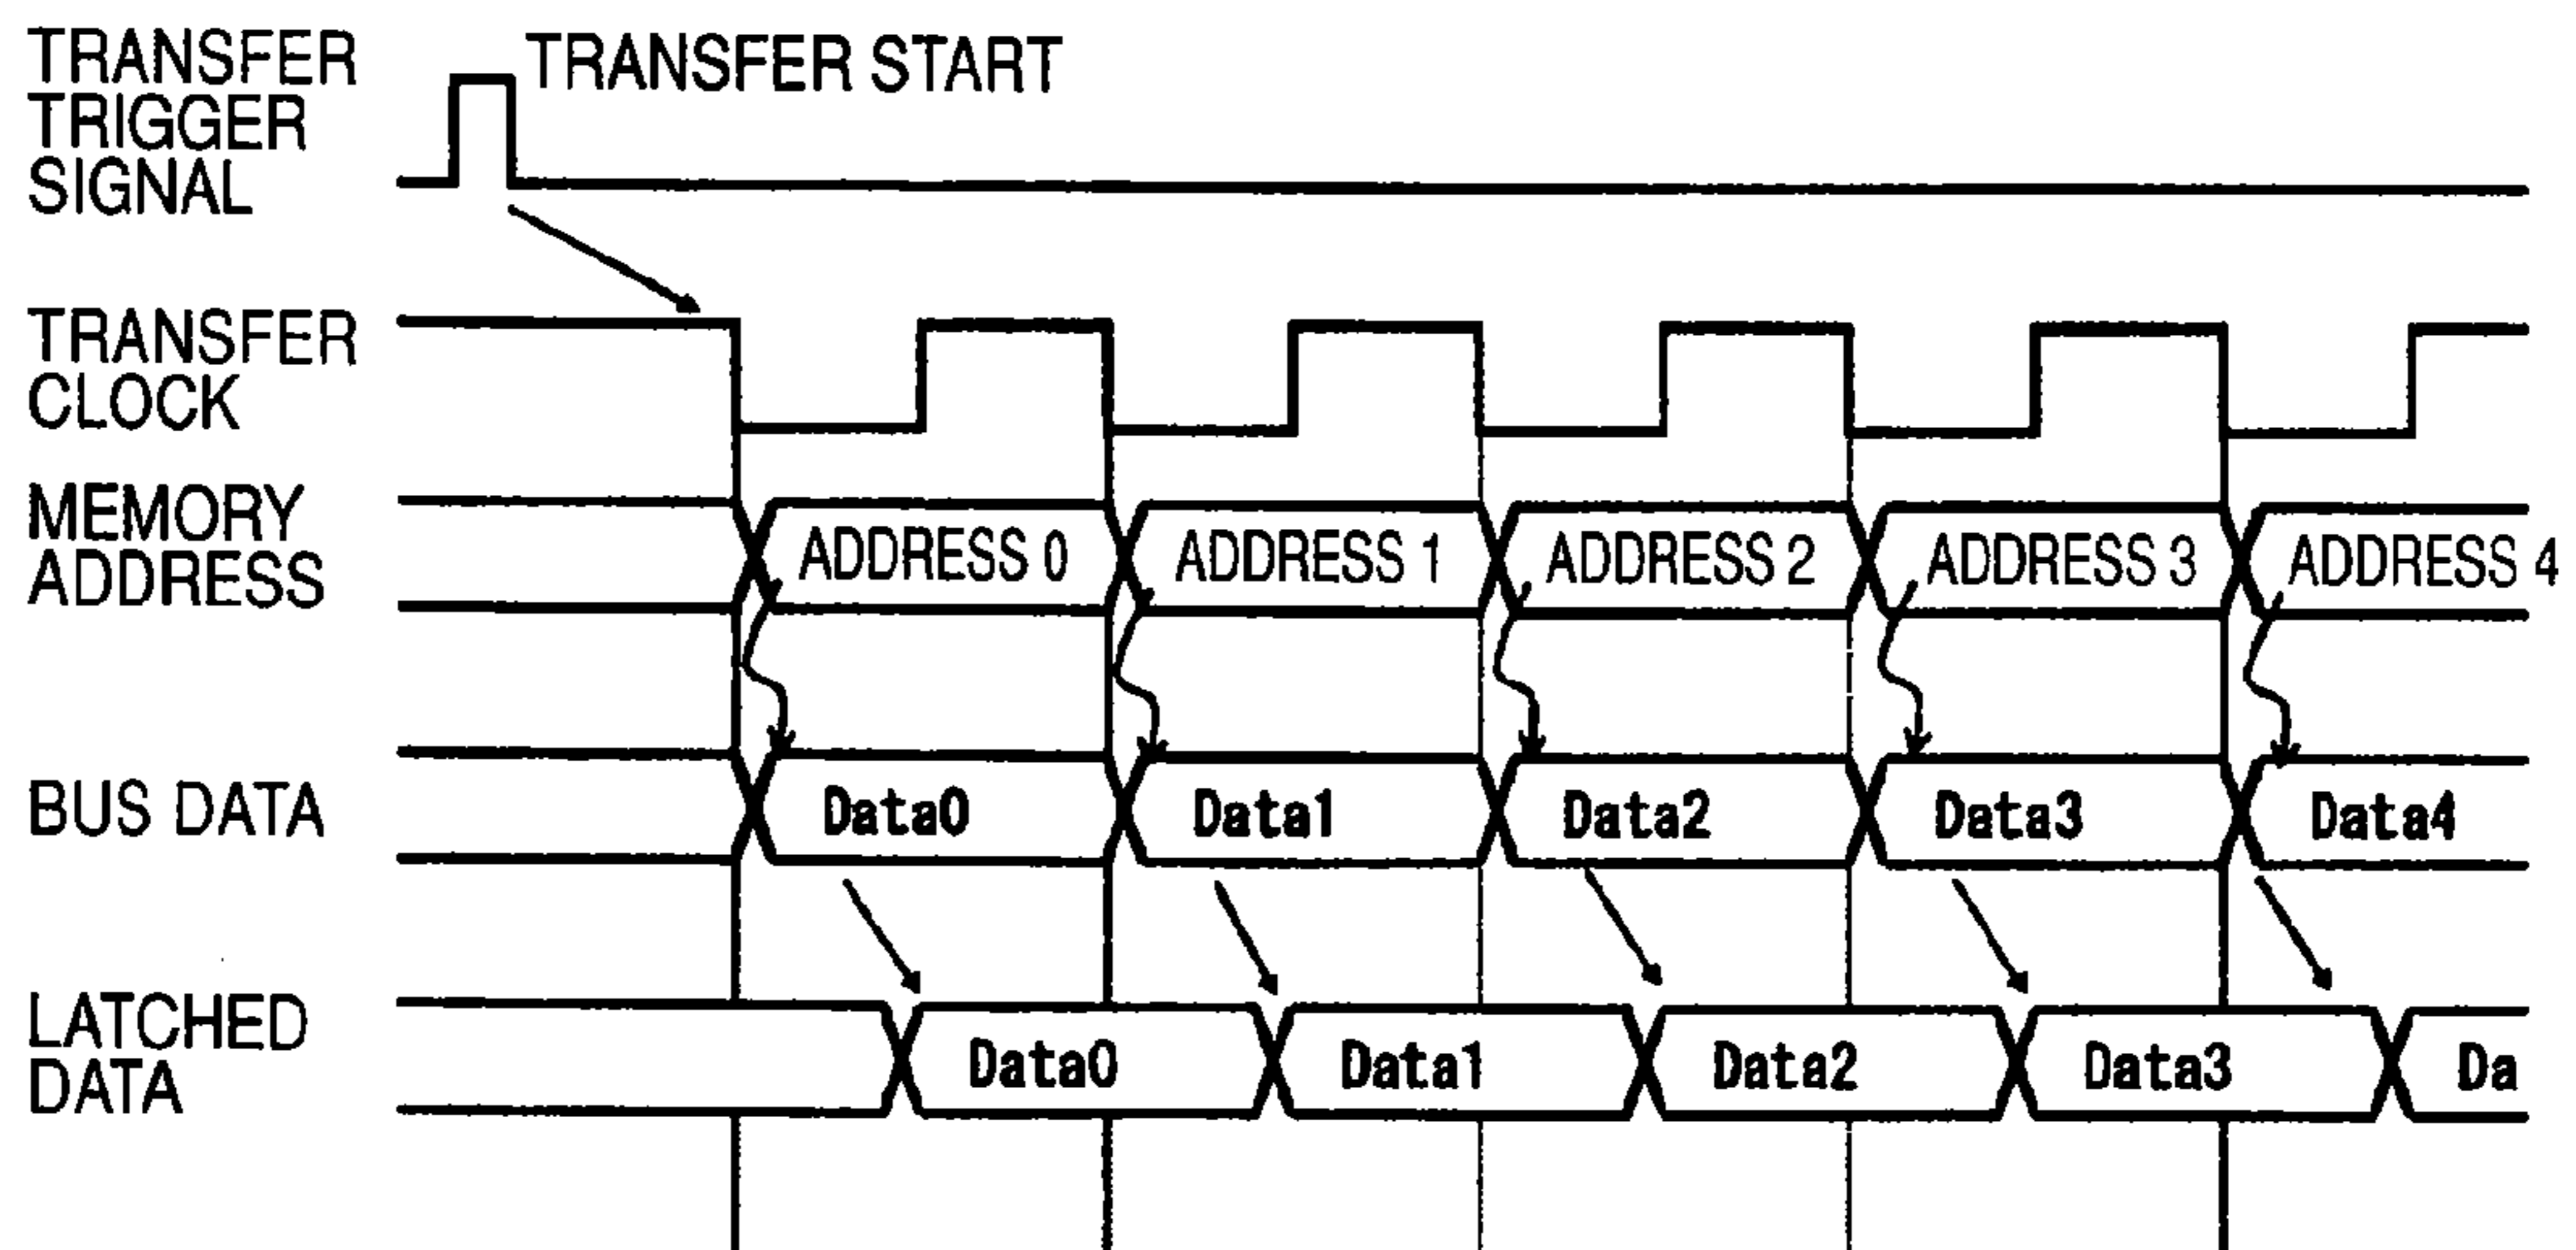 TRANSFER
TRIGGER
SIGNAL
TRANSFER START
TRANSFER
CLOCK
MEMORY
ADDRESS
ADDRESS 0
ADDRESS 1
ADDRESS 2
ADDRESS 3
ADDRESS 4
BUS DATA
Data0
Data1
Data2
Data3
Data4
LATCHED
DATA
Data0
Data1
Data2
Data3
Da